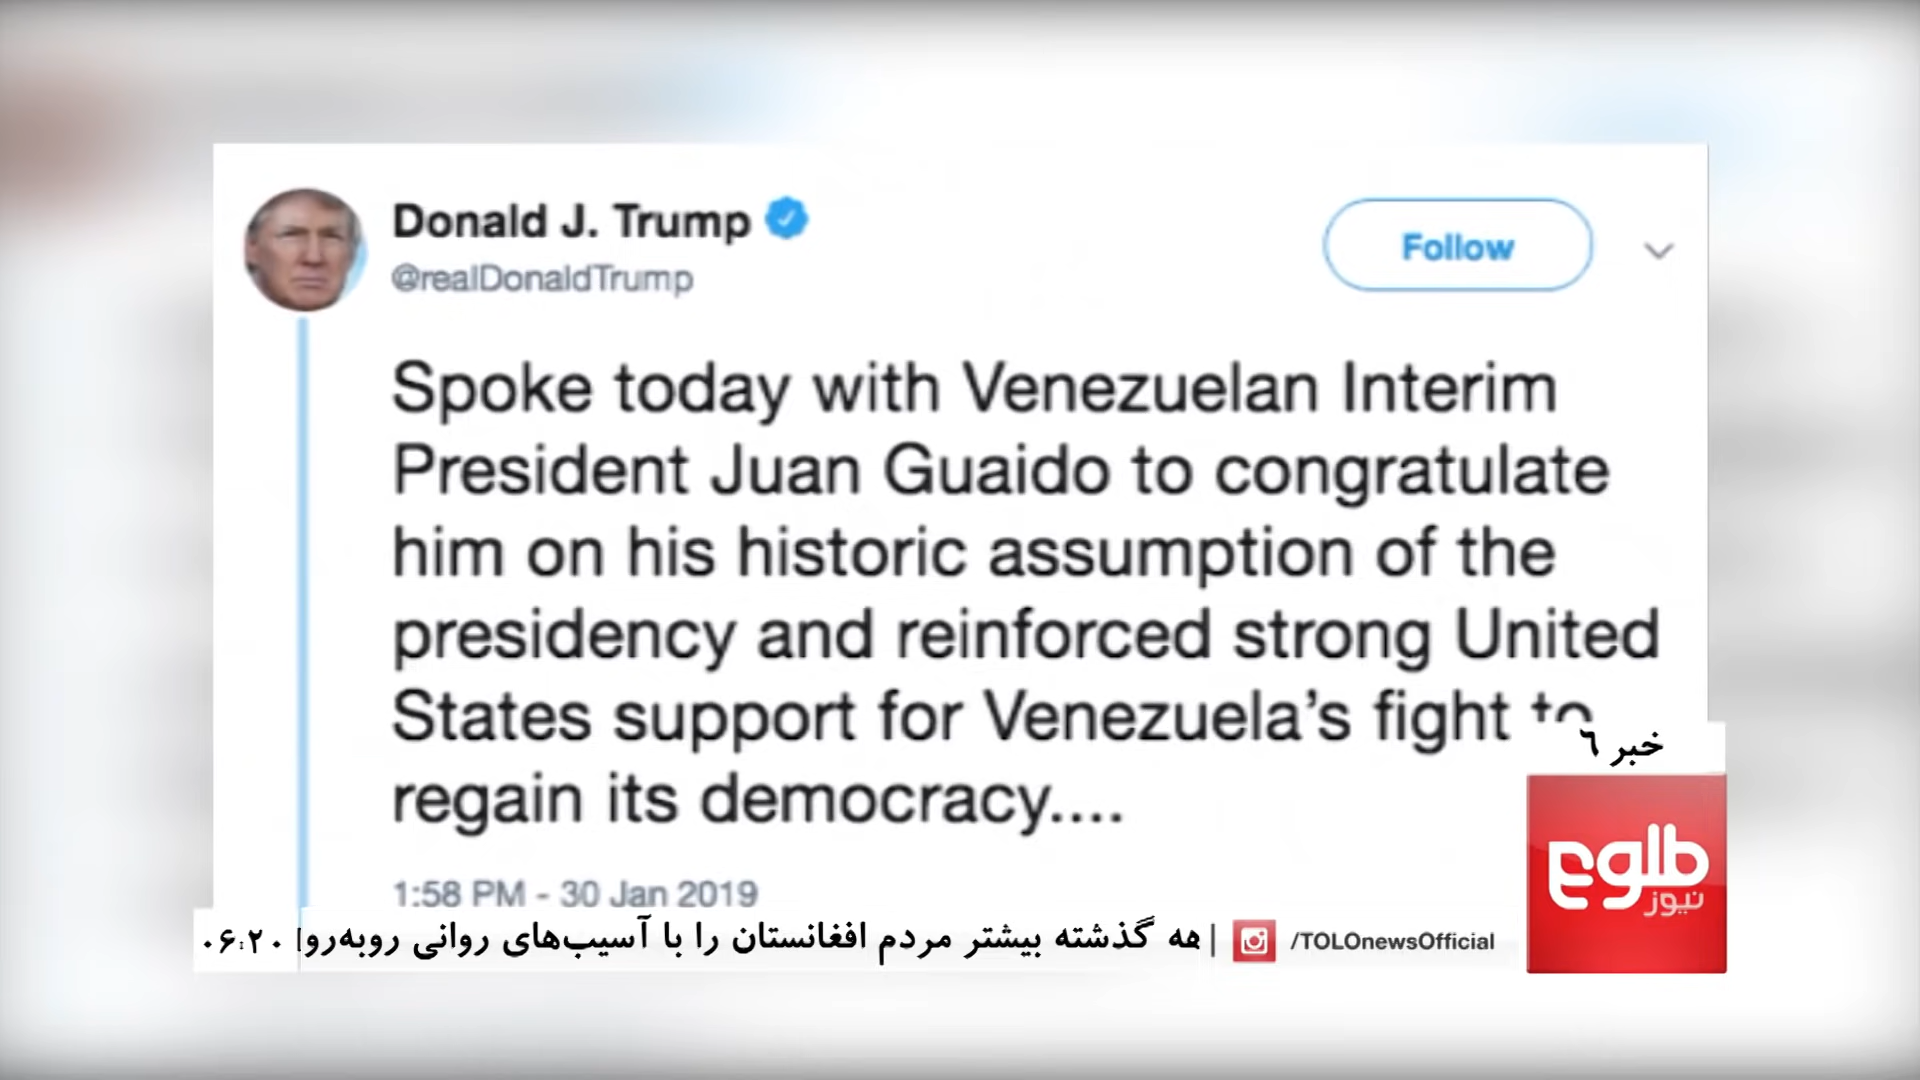 Donald J. Trump
@realDonaldTrump
Follow
Spoke today with Venezuelan Interim
President Juan Guaido to congratulate
him on his historic assumption of the
presidency and reinforced strong United
States support for Venezuela's fight to
regain its democracy....
1:58 PM - 30 Jan 2019
خبر ٦
طلوع
نیوز
/TOLOnewsOfficial
| هه گذشته بیشتر مردم افغانستان را با آسیب‌های روانی روبه‌رو
۰۶:۲۰